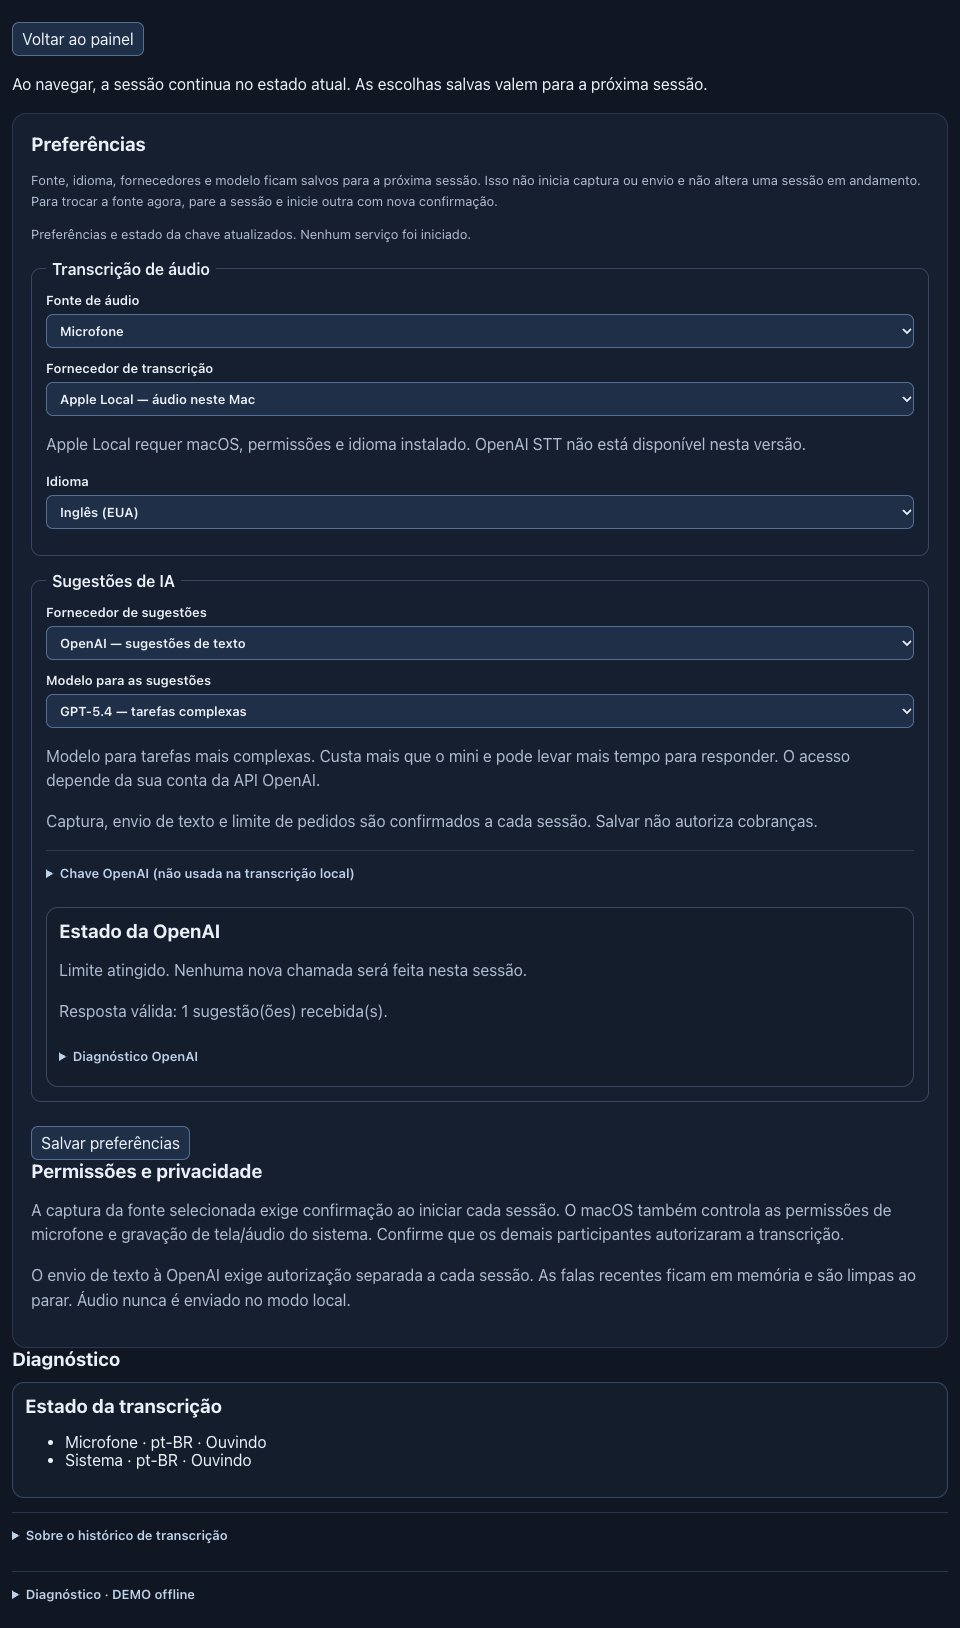 Voltar ao painel
Ao navegar, a sessão continua no estado atual. As escolhas salvas valem para a próxima sessão.
Preferências
Fonte, idioma, fornecedores e modelo ficam salvos para a próxima sessão. Isso não inicia captura ou envio e não altera uma sessão em andamento.
Para trocar a fonte agora, pare a sessão e inicie outra com nova confirmação.
Preferências e estado da chave atualizados. Nenhum serviço foi iniciado.
Transcrição de áudio
Fonte de áudio
Microfone
Fornecedor de transcrição
Apple Local — áudio neste Mac
Apple Local requer macOS, permissões e idioma instalado. OpenAI STT não está disponível nesta versão.
Idioma
Inglês (EUA)
Sugestões de IA
Fornecedor de sugestões
OpenAI — sugestões de texto
Modelo para as sugestões
GPT-5.4 — tarefas complexas
Modelo para tarefas mais complexas. Custa mais que o mini e pode levar mais tempo para responder. O acesso
depende da sua conta da API OpenAI.
Captura, envio de texto e limite de pedidos são confirmados a cada sessão. Salvar não autoriza cobranças.
Chave OpenAI (não usada na transcrição local)
Estado da OpenAI
Limite atingido. Nenhuma nova chamada será feita nesta sessão.
Resposta válida: 1 sugestão(ões) recebida(s).
Diagnóstico OpenAI
Salvar preferências
Permissões e privacidade
A captura da fonte selecionada exige confirmação ao iniciar cada sessão. O macOS também controla as permissões de
microfone e gravação de tela/áudio do sistema. Confirme que os demais participantes autorizaram a transcrição.
O envio de texto à OpenAI exige autorização separada a cada sessão. As falas recentes ficam em memória e são limpas ao
parar. Áudio nunca é enviado no modo local.
Diagnóstico
Estado da transcrição
• Microfone · pt-BR · Ouvindo
• Sistema · pt-BR · Ouvindo
Sobre o histórico de transcrição
Diagnóstico · DEMO offline